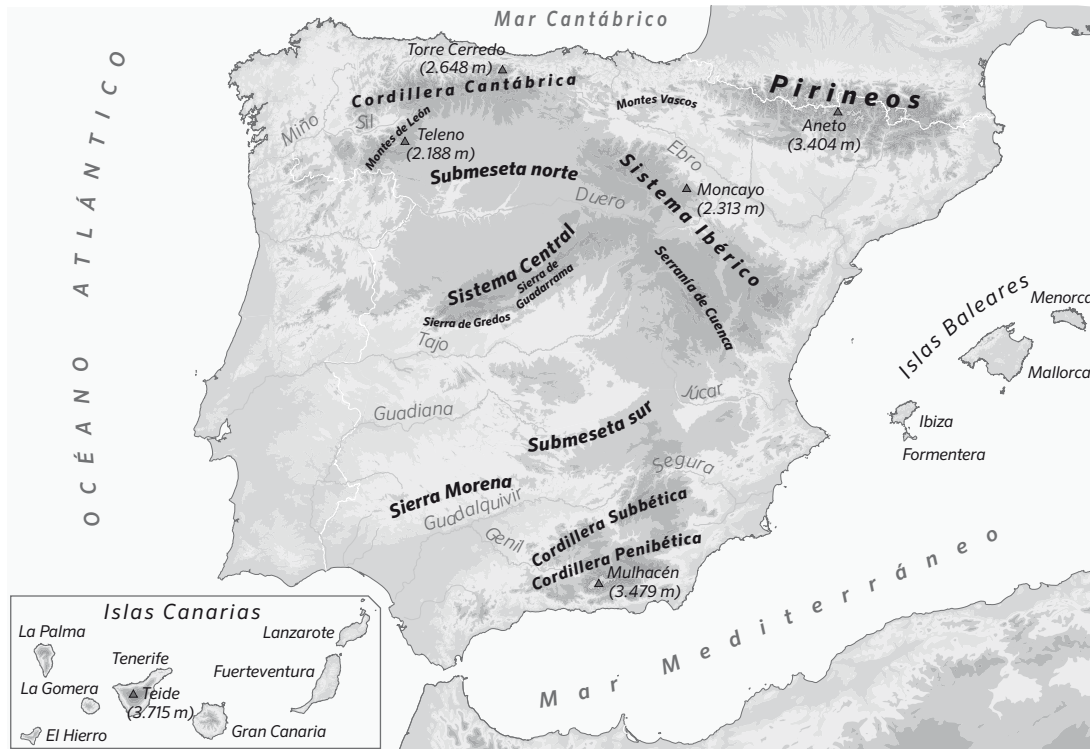 Mar Cantábrico
Torre Cerredo
(2.648 m)
Cordillera Cantábrica
Montes Vascos
Pirineos
Aneto
(3.404 m)
Miño
Sil
Montes de León
Teleno
(2.188 m)
Submeseta norte
Ebro
Sistema Ibérico
Moncayo
(2.313 m)
Duero
OCÉANO ATLÁNTICO
Sistema Central
Sierra de
Guadarrama
Sierra de Gredos
Serranía de Cuenca
Tajo
Islas Baleares
Menorca
Mallorca
Ibiza
Formentera
Júcar
Guadiana
Submeseta sur
Segura
Sierra Morena
Guadalquivir
Genil
Cordillera Subbética
Cordillera Penibética
Mulhacén
(3.479 m)
Mar Mediterráneo
Islas Canarias
La Palma
Lanzarote
Tenerife
Fuerteventura
La Gomera
Teide
(3.715 m)
El Hierro
Gran Canaria